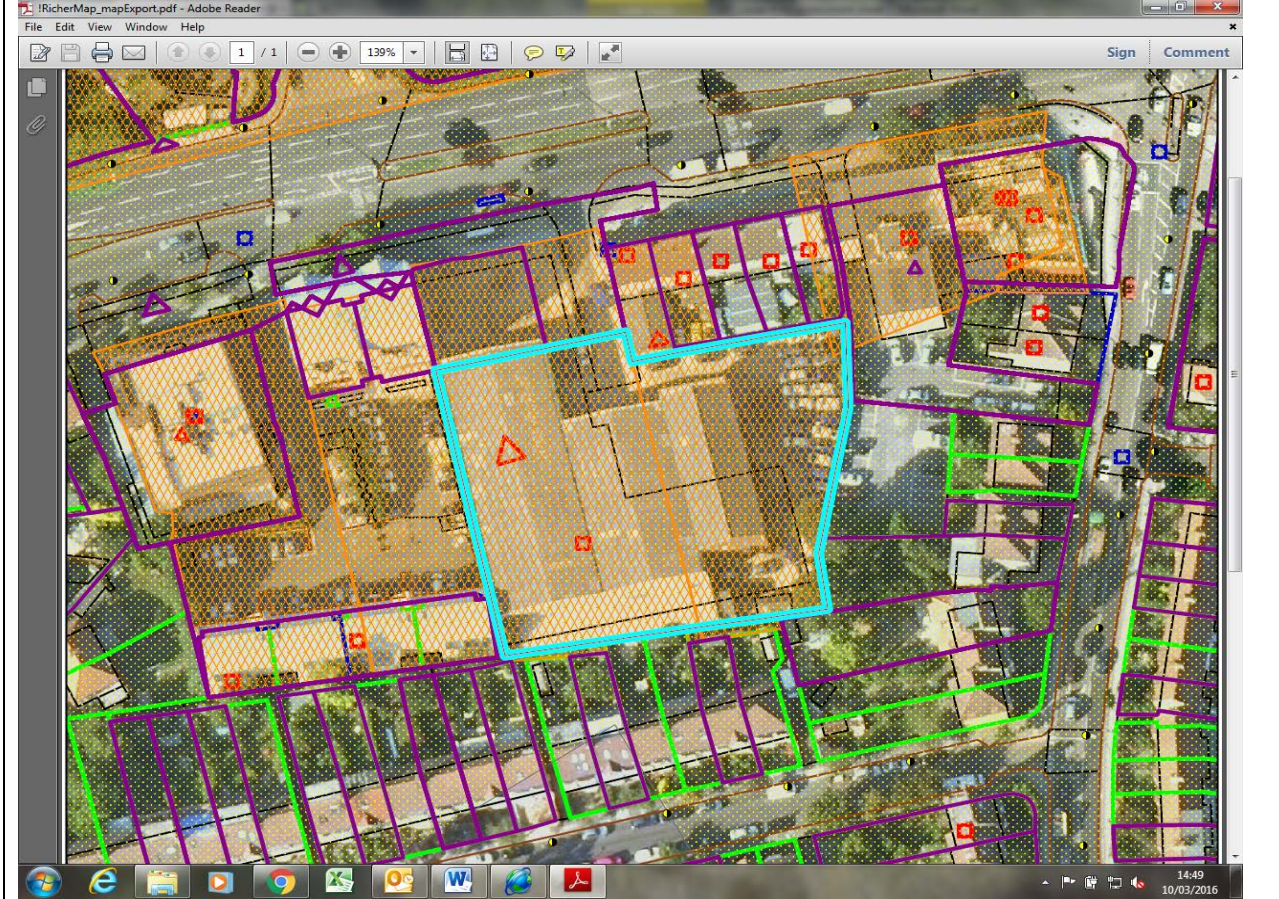 !RicherMap_mapExport.pdf - Adobe Reader
File Edit View Window Help
1 / 1 139% Sign Comment
14:49
10/03/2016